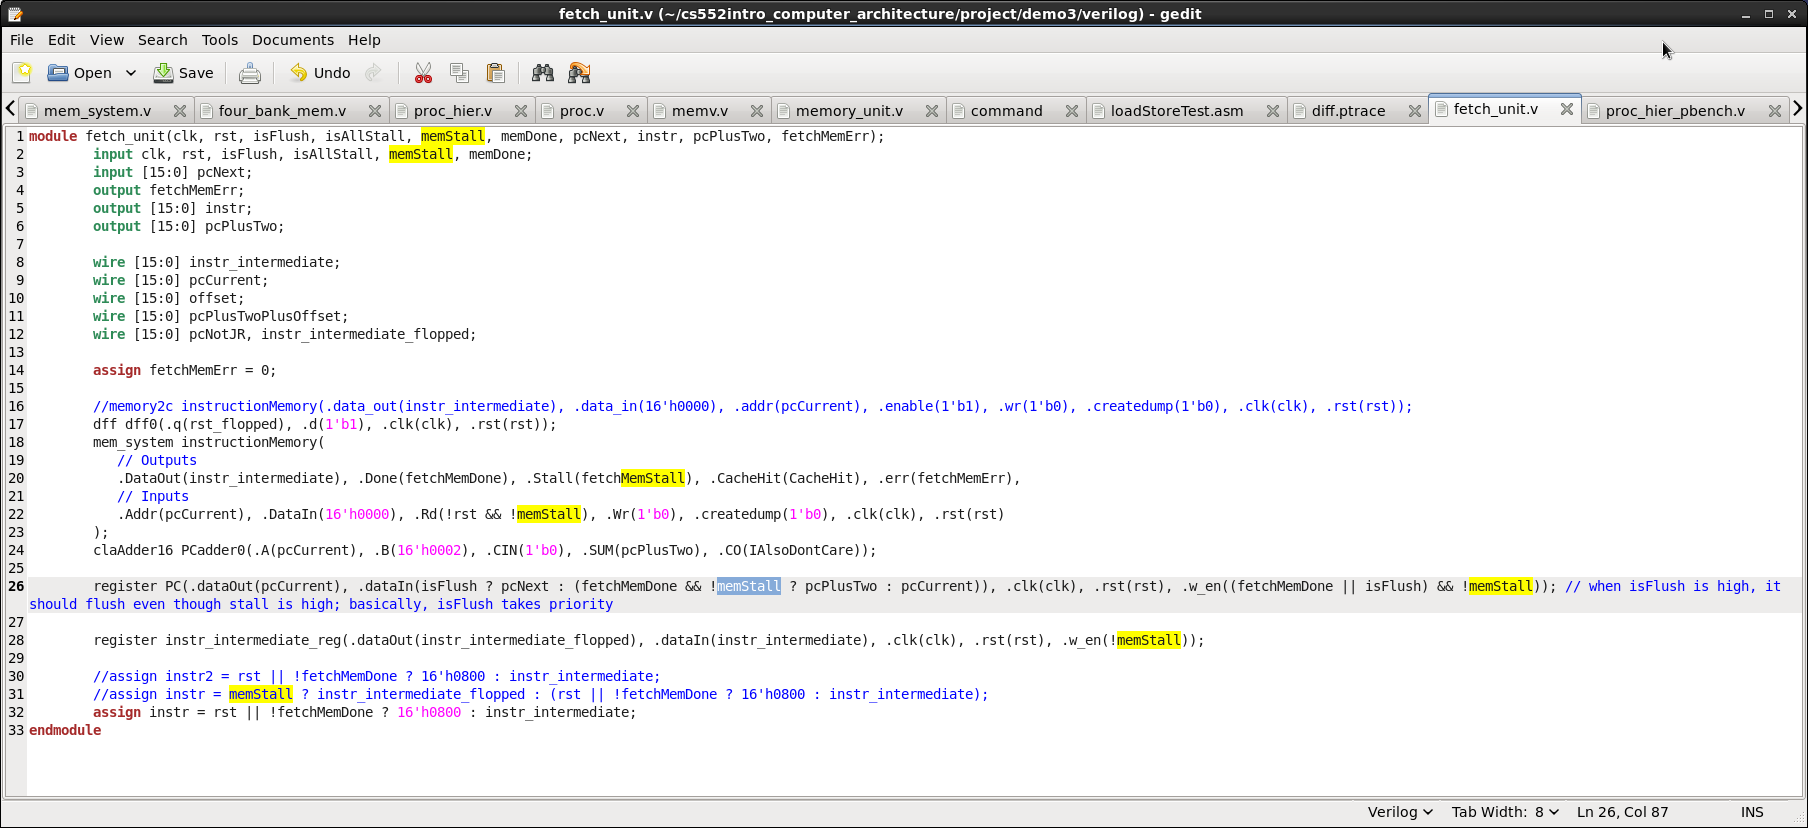 fetch_unit.v (~/cs552intro_computer_architecture/project/demo3/verilog) - gedit
File Edit View Search Tools Documents Help
Open Save Undo
mem_system.v four_bank_mem.v proc_hier.v proc.v memv.v memory_unit.v command loadStoreTest.asm diff.ptrace fetch_unit.v proc_hier_pbench.v
1 module fetch_unit(clk, rst, isFlush, isAllStall, memStall, memDone, pcNext, instr, pcPlusTwo, fetchMemErr);
2 input clk, rst, isFlush, isAllStall, memStall, memDone;
3 input [15:0] pcNext;
4 output fetchMemErr;
5 output [15:0] instr;
6 output [15:0] pcPlusTwo;
7
8 wire [15:0] instr_intermediate;
9 wire [15:0] pcCurrent;
10 wire [15:0] offset;
11 wire [15:0] pcPlusTwoPlusOffset;
12 wire [15:0] pcNotJR, instr_intermediate_flopped;
13
14 assign fetchMemErr = 0;
15
16 //memory2c instructionMemory(.data_out(instr_intermediate), .data_in(16'h0000), .addr(pcCurrent), .enable(1'b1), .wr(1'b0), .createdump(1'b0), .clk(clk), .rst(rst));
17 dff dff0(.q(rst_flopped), .d(1'b1), .clk(clk), .rst(rst));
18 mem_system instructionMemory(
19 // Outputs
20 .DataOut(instr_intermediate), .Done(fetchMemDone), .Stall(fetchMemStall), .CacheHit(CacheHit), .err(fetchMemErr),
21 // Inputs
22 .Addr(pcCurrent), .DataIn(16'h0000), .Rd(!rst && !memStall), .Wr(1'b0), .createdump(1'b0), .clk(clk), .rst(rst)
23 );
24 claAdder16 PCadder0(.A(pcCurrent), .B(16'h0002), .CIN(1'b0), .SUM(pcPlusTwo), .CO(IAlsoDontCare));
25
26 register PC(.dataOut(pcCurrent), .dataIn(isFlush ? pcNext : (fetchMemDone && !memStall ? pcPlusTwo : pcCurrent)), .clk(clk), .rst(rst), .w_en((fetchMemDone || isFlush) && !memStall)); // when isFlush is high, it
should flush even though stall is high; basically, isFlush takes priority
27
28 register instr_intermediate_reg(.dataOut(instr_intermediate_flopped), .dataIn(instr_intermediate), .clk(clk), .rst(rst), .w_en(!memStall));
29
30 //assign instr2 = rst || !fetchMemDone ? 16'h0800 : instr_intermediate;
31 //assign instr = memStall ? instr_intermediate_flopped : (rst || !fetchMemDone ? 16'h0800 : instr_intermediate);
32 assign instr = rst || !fetchMemDone ? 16'h0800 : instr_intermediate;
33 endmodule
Verilog Tab Width: 8 Ln 26, Col 87 INS